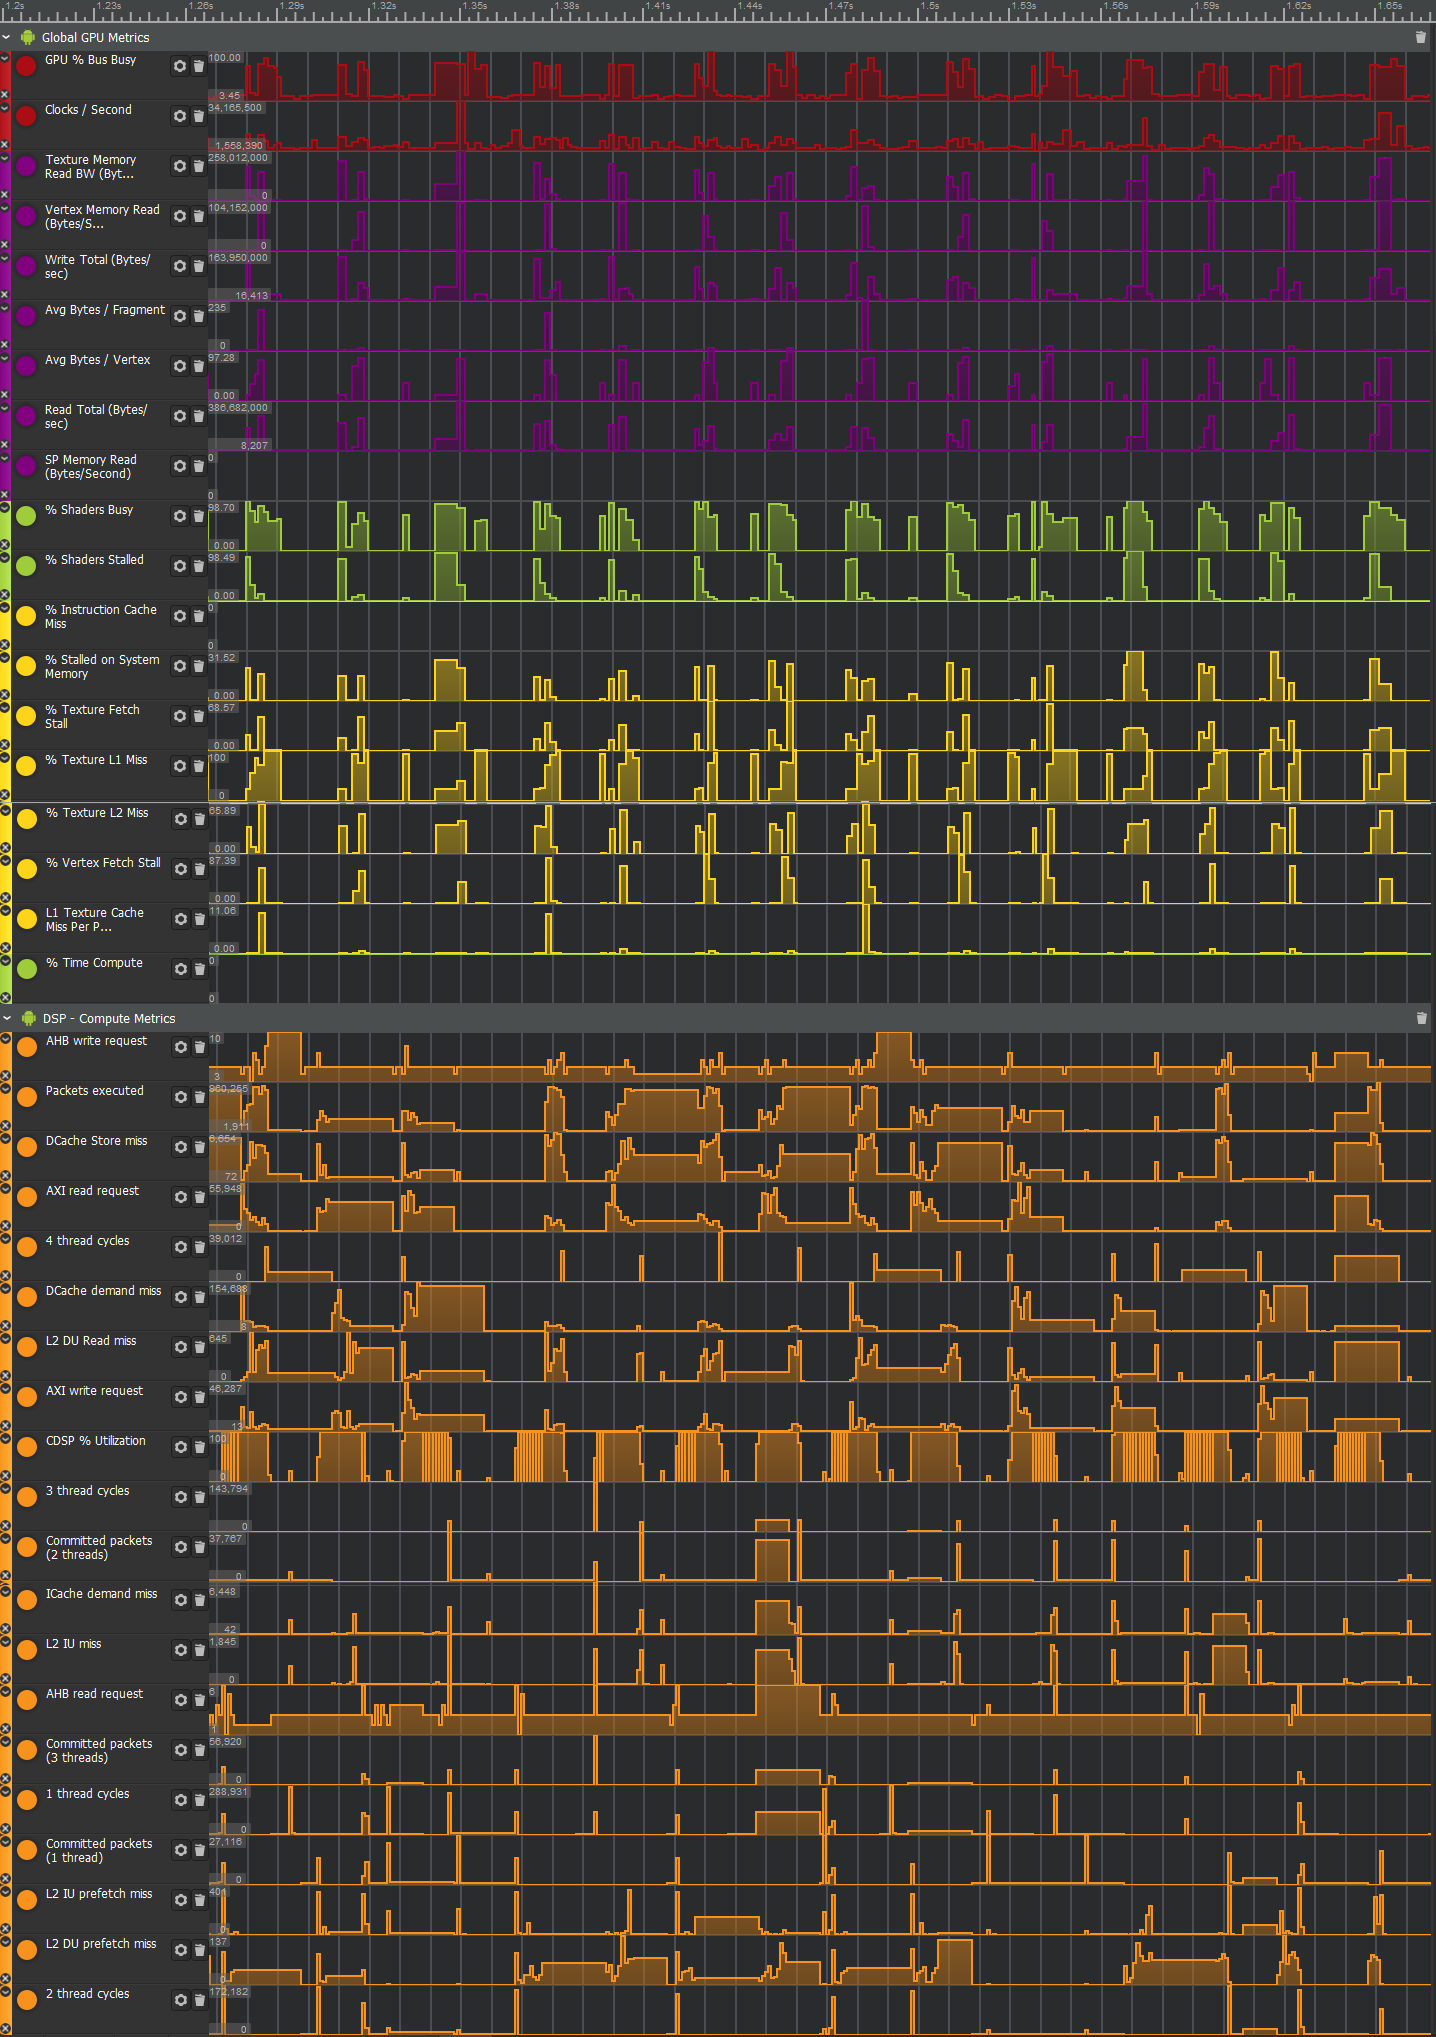 1.2s 1.23s 1.26s 1.29s 1.32s 1.35s 1.38s 1.41s 1.44s 1.47s 1.5s 1.53s 1.56s 1.59s 1.62s 1.65s
Global GPU Metrics
GPU % Bus Busy
100.00
3.45
Clocks / Second
34,165,500
1,558,390
Texture Memory
Read BW (Byt...
258,012,000
0
Vertex Memory Read
(Bytes/S...
104,152,000
0
Write Total (Bytes/
sec)
163,950,000
16,413
Avg Bytes / Fragment
235
0
Avg Bytes / Vertex
97.28
0.00
Read Total (Bytes/
sec)
386,682,000
8,207
SP Memory Read
(Bytes/Second)
0
0
% Shaders Busy
98.70
0.00
% Shaders Stalled
98.49
0.00
% Instruction Cache
Miss
0
0
% Stalled on System
Memory
31.52
0.00
% Texture Fetch
Stall
68.57
0.00
% Texture L1 Miss
100
0
% Texture L2 Miss
65.89
0.00
% Vertex Fetch Stall
87.39
0.00
L1 Texture Cache
Miss Per P...
11.06
0.00
% Time Compute
0
0
DSP - Compute Metrics
AHB write request
10
3
Packets executed
960,255
1,911
DCache Store miss
6,654
72
AXI read request
55,948
0
4 thread cycles
39,012
0
DCache demand miss
154,688
8
L2 DU Read miss
645
0
AXI write request
46,287
13
CDSP % Utilization
100
0
3 thread cycles
143,794
0
Committed packets
(2 threads)
37,767
0
ICache demand miss
6,448
42
L2 IU miss
1,845
0
AHB read request
6
1
Committed packets
(3 threads)
56,920
0
1 thread cycles
288,931
0
Committed packets
(1 thread)
27,116
0
L2 IU prefetch miss
401
0
L2 DU prefetch miss
137
0
2 thread cycles
172,182
0